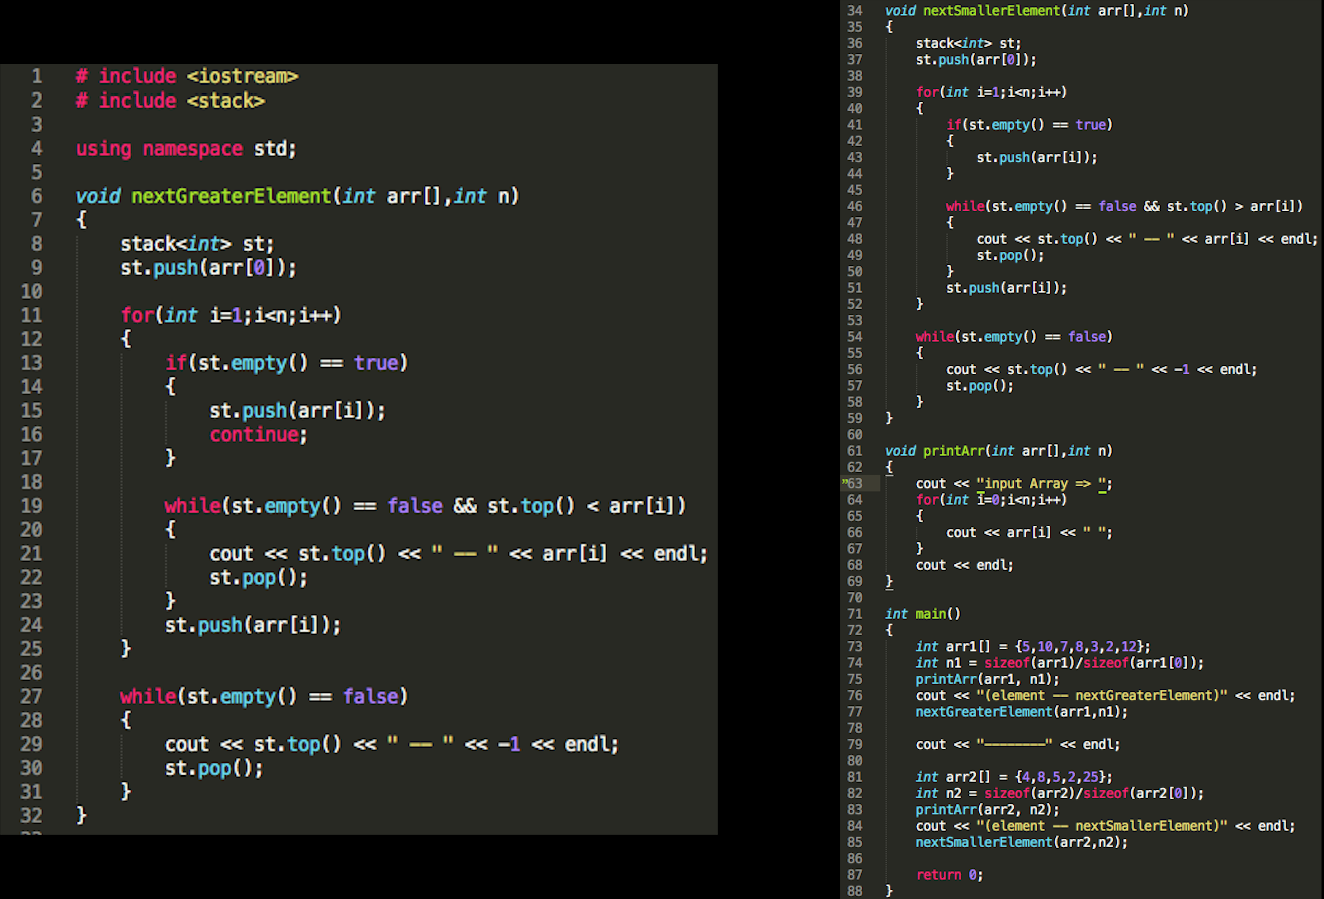 1 # include <iostream>
2 # include <stack>
3
4 using namespace std;
5
6 void nextGreaterElement(int arr[],int n)
7 {
8 stack<int> st;
9 st.push(arr[0]);
10
11 for(int i=1;i<n;i++)
12 {
13 if(st.empty() == true)
14 {
15 st.push(arr[i]);
16 continue;
17 }
18
19 while(st.empty() == false && st.top() < arr[i])
20 {
21 cout << st.top() << " -- " << arr[i] << endl;
22 st.pop();
23 }
24 st.push(arr[i]);
25 }
26
27 while(st.empty() == false)
28 {
29 cout << st.top() << " -- " << -1 << endl;
30 st.pop();
31 }
32 }
34 void nextSmallerElement(int arr[],int n)
35 {
36 stack<int> st;
37 st.push(arr[0]);
38
39 for(int i=1;i<n;i++)
40 {
41 if(st.empty() == true)
42 {
43 st.push(arr[i]);
44 }
45
46 while(st.empty() == false && st.top() > arr[i])
47 {
48 cout << st.top() << " -- " << arr[i] << endl;
49 st.pop();
50 }
51 st.push(arr[i]);
52 }
53
54 while(st.empty() == false)
55 {
56 cout << st.top() << " -- " << -1 << endl;
57 st.pop();
58 }
59 }
60
61 void printArr(int arr[],int n)
62 {
63 cout << "input Array => ";
64 for(int i=0;i<n;i++)
65 {
66 cout << arr[i] << " ";
67 }
68 cout << endl;
69 }
70
71 int main()
72 {
73 int arr1[] = {5,10,7,8,3,2,12};
74 int n1 = sizeof(arr1)/sizeof(arr1[0]);
75 printArr(arr1, n1);
76 cout << "(element -- nextGreaterElement)" << endl;
77 nextGreaterElement(arr1,n1);
78
79 cout << "--------" << endl;
80
81 int arr2[] = {4,8,5,2,25};
82 int n2 = sizeof(arr2)/sizeof(arr2[0]);
83 printArr(arr2, n2);
84 cout << "(element -- nextSmallerElement)" << endl;
85 nextSmallerElement(arr2,n2);
86
87 return 0;
88 }